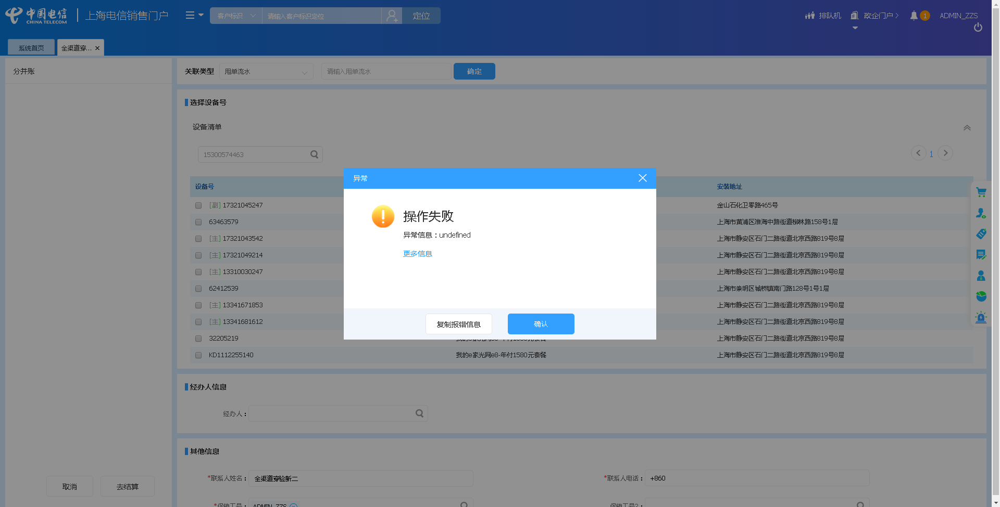 中国电信
CHINA TELECOM
上海电信销售门户
客户标识
请输入客户标识定位
定位
排队机
政企门户
1
ADMIN_ZZS
系统首页
全渠道穿...
分并账
关联类型
甩单流水
请输入甩单流水
确定
选择设备号
设备清单
15300574463
1
设备号
安装地址
[副] 17321045247
金山石化卫零路465号
63463579
上海市黄浦区淮海中路街道柳林路158号1层
[主] 17321043542
上海市静安区石门二路街道北京西路819号8层
[主] 17321049214
上海市静安区石门二路街道北京西路819号8层
[主] 13310030247
上海市静安区石门二路街道北京西路819号8层
62412539
上海市崇明区城桥镇南门路128号1号1层
[主] 13341671853
上海市静安区石门二路街道北京西路819号8层
[主] 13341681612
上海市静安区石门二路街道北京西路819号8层
32205219
上海市静安区石门二路街道北京西路819号8层
KD1112255140
我的e家光网e8-年付1580元套餐
上海市静安区石门二路街道北京西路819号8层
异常
操作失败
异常信息：undefined
更多信息
复制报错信息
确认
经办人信息
经办人：
其他信息
*联系人姓名：
全渠道穿验新二
*联系人电话：
+860
*促销工号：
ADMIN_ZZS
促销工号2：
取消
去结算